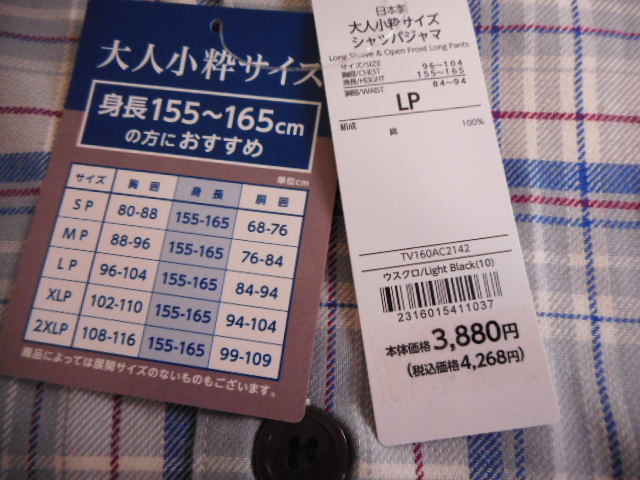 大人小粋サイズ
身長155～165cm
の方におすすめ
単位cm
サイズ 胸囲 身長 胴囲
SP 80-88 155-165 68-76
MP 88-96 155-165 76-84
LP 96-104 155-165 84-94
XLP 102-110 155-165 94-104
2XLP 108-116 155-165 99-109
商品によっては展開サイズのないものもございます。
日本製
大人小粋サイズ
シャツパジャマ
Long Sleeve & Open Front Long Pants
サイズ/SIZE
胸囲/CHEST 96-104
身長/HEIGHT 155-165
胴囲/WAIST 84-94
LP
組成 綿 100%
TV160AC2142
ウスクロ/Light Black(10)
2316015411037
本体価格3,880円
(税込価格4,268円)